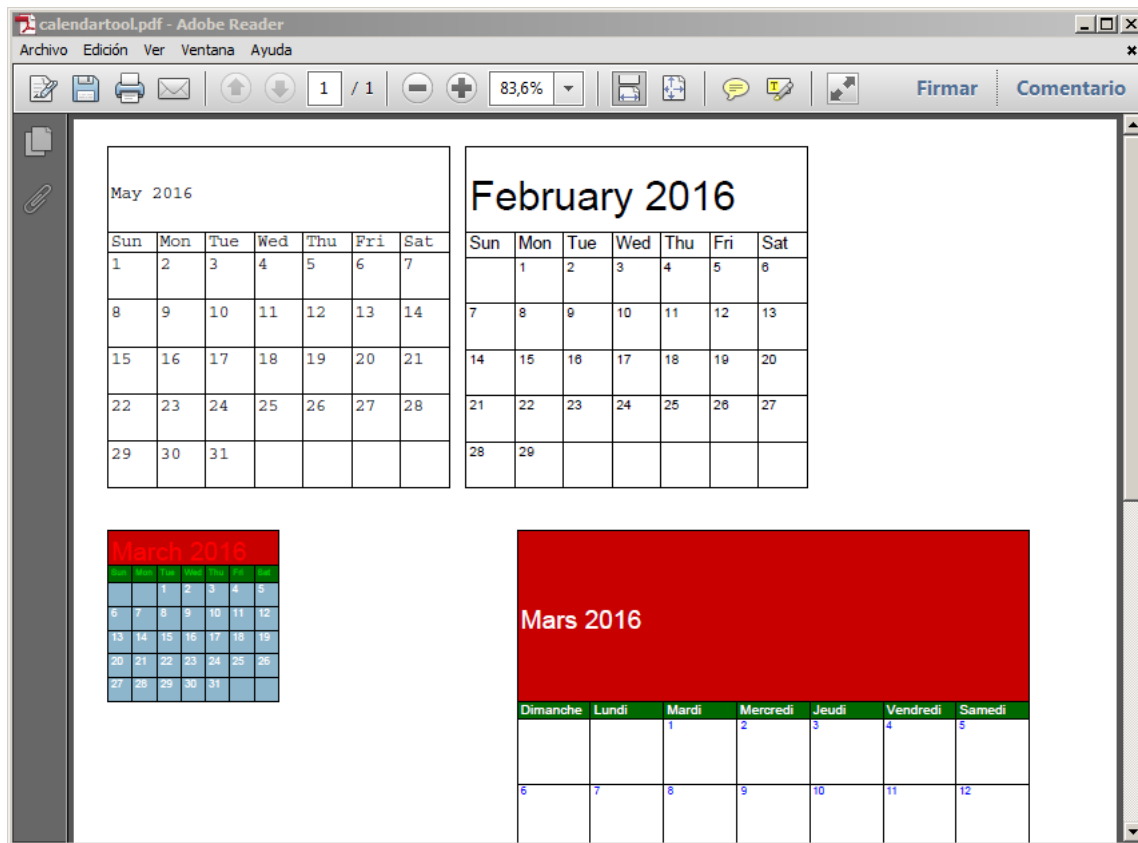 calendartool.pdf - Adobe Reader
Archivo Edición Ver Ventana Ayuda
1 / 1 83,6% Firmar Comentario
May 2016
Sun Mon Tue Wed Thu Fri Sat
1 2 3 4 5 6 7
8 9 10 11 12 13 14
15 16 17 18 19 20 21
22 23 24 25 26 27 28
29 30 31
February 2016
Sun Mon Tue Wed Thu Fri Sat
1 2 3 4 5 6
7 8 9 10 11 12 13
14 15 16 17 18 19 20
21 22 23 24 25 26 27
28 29
March 2016
Sun Mon Tue Wed Thu Fri Sat
1 2 3 4 5
6 7 8 9 10 11 12
13 14 15 16 17 18 19
20 21 22 23 24 25 26
27 28 29 30 31
Mars 2016
Dimanche Lundi Mardi Mercredi Jeudi Vendredi Samedi
1 2 3 4 5
6 7 8 9 10 11 12